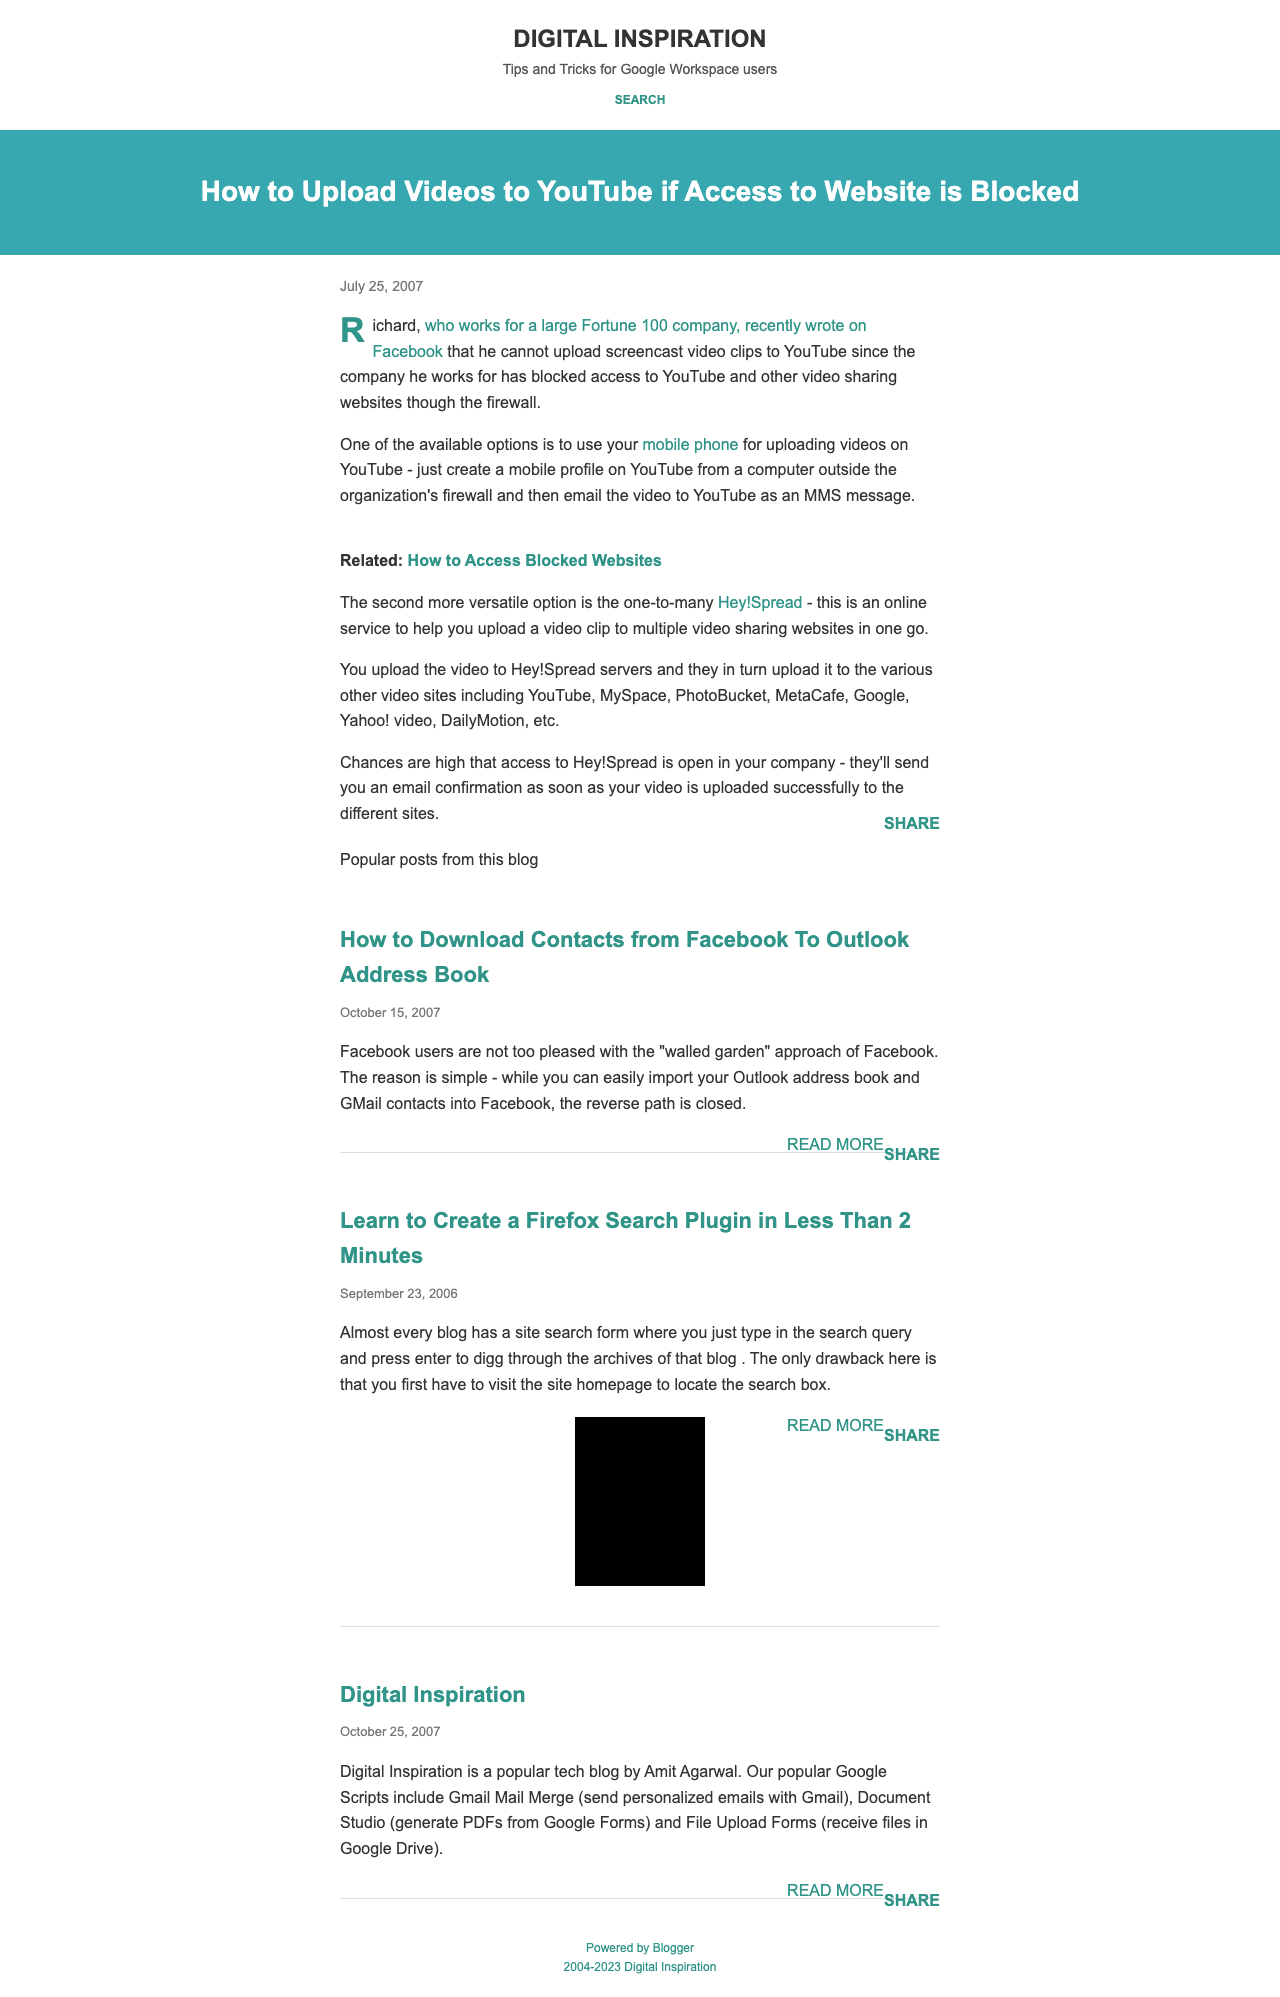 DIGITAL INSPIRATION
Tips and Tricks for Google Workspace users
SEARCH
How to Upload Videos to YouTube if Access to Website is Blocked
July 25, 2007
Richard, who works for a large Fortune 100 company, recently wrote on
Facebook that he cannot upload screencast video clips to YouTube since the
company he works for has blocked access to YouTube and other video sharing
websites though the firewall.
One of the available options is to use your mobile phone for uploading videos on
YouTube - just create a mobile profile on YouTube from a computer outside the
organization's firewall and then email the video to YouTube as an MMS message.
Related: How to Access Blocked Websites
The second more versatile option is the one-to-many Hey!Spread - this is an online
service to help you upload a video clip to multiple video sharing websites in one go.
You upload the video to Hey!Spread servers and they in turn upload it to the various
other video sites including YouTube, MySpace, PhotoBucket, MetaCafe, Google,
Yahoo! video, DailyMotion, etc.
Chances are high that access to Hey!Spread is open in your company - they'll send
you an email confirmation as soon as your video is uploaded successfully to the
different sites.
SHARE
Popular posts from this blog
How to Download Contacts from Facebook To Outlook
Address Book
October 15, 2007
Facebook users are not too pleased with the "walled garden" approach of Facebook.
The reason is simple - while you can easily import your Outlook address book and
GMail contacts into Facebook, the reverse path is closed.
READ MORE
SHARE
Learn to Create a Firefox Search Plugin in Less Than 2
Minutes
September 23, 2006
Almost every blog has a site search form where you just type in the search query
and press enter to digg through the archives of that blog . The only drawback here is
that you first have to visit the site homepage to locate the search box.
READ MORE
SHARE
Digital Inspiration
October 25, 2007
Digital Inspiration is a popular tech blog by Amit Agarwal. Our popular Google
Scripts include Gmail Mail Merge (send personalized emails with Gmail), Document
Studio (generate PDFs from Google Forms) and File Upload Forms (receive files in
Google Drive).
READ MORE
SHARE
Powered by Blogger
2004-2023 Digital Inspiration